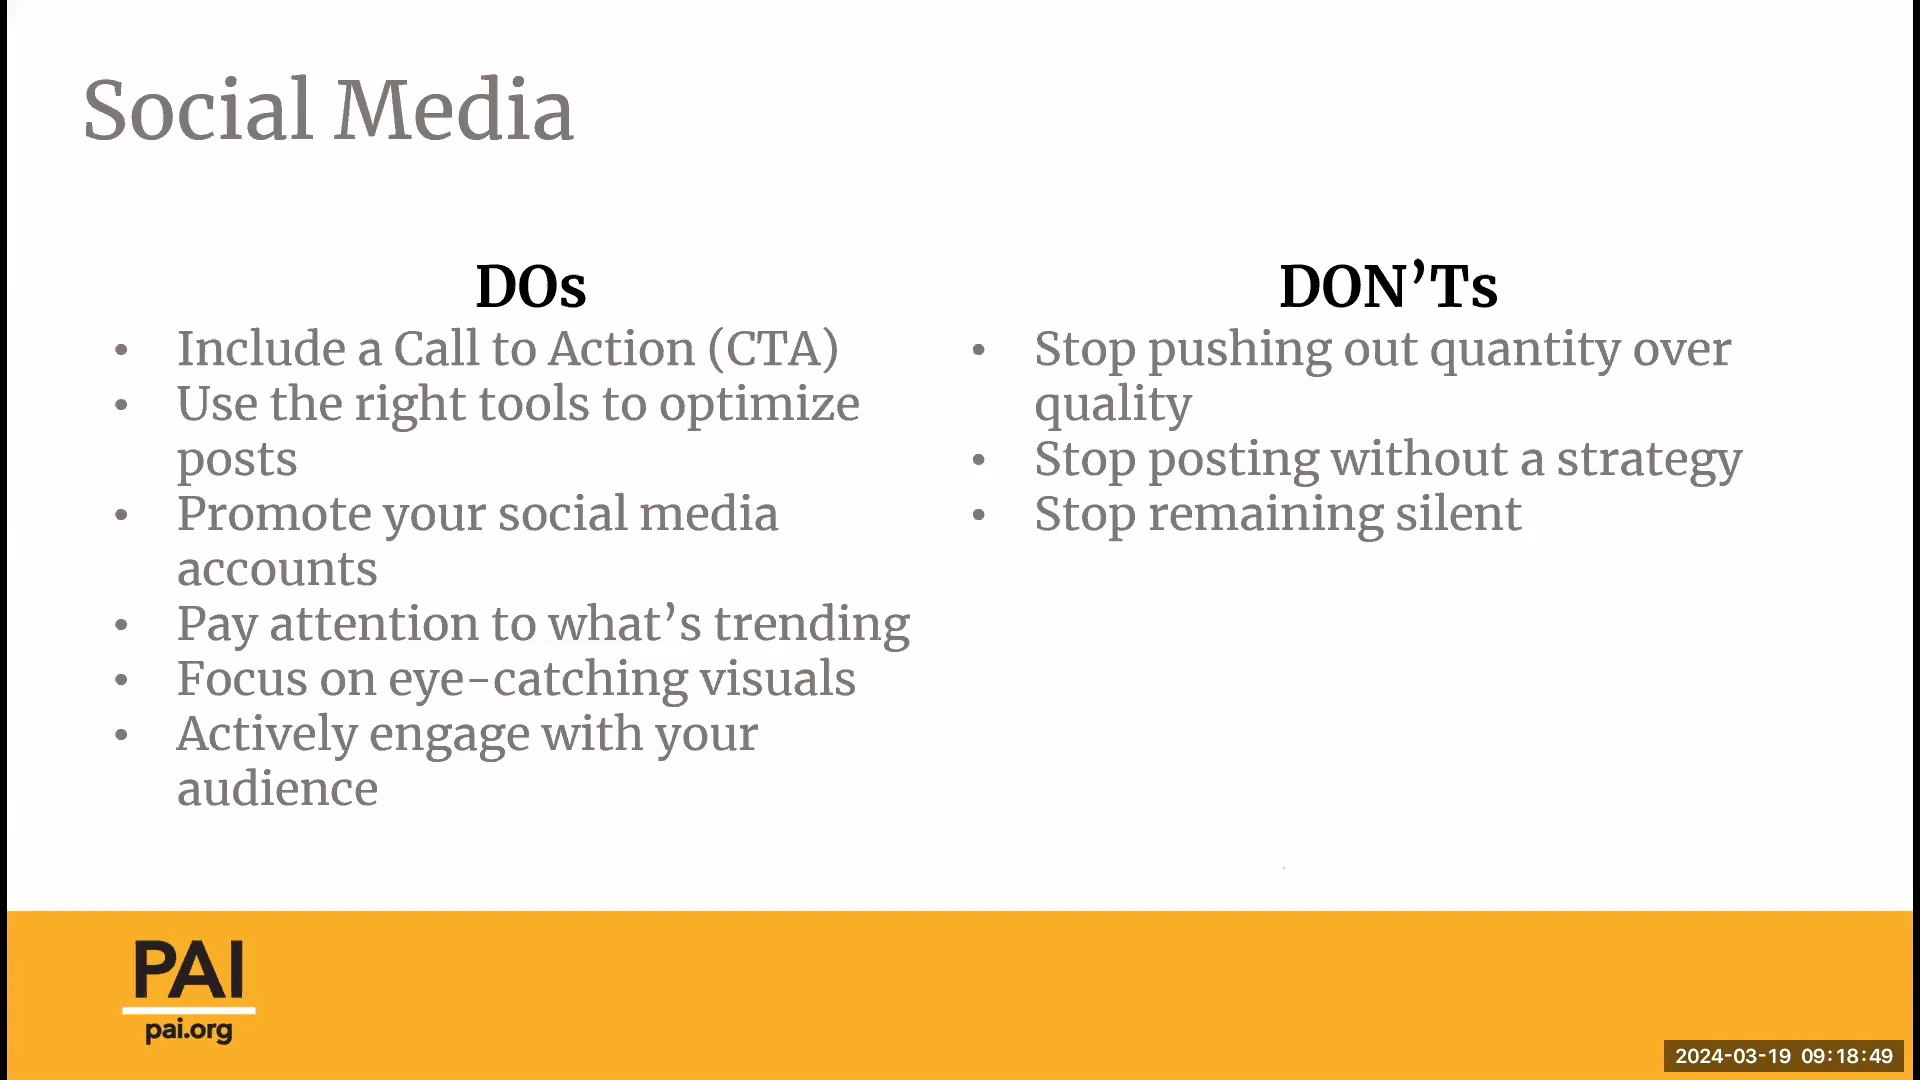 Social Media
DOs
• Include a Call to Action (CTA)
• Use the right tools to optimize
posts
• Promote your social media
accounts
• Pay attention to what’s trending
• Focus on eye-catching visuals
• Actively engage with your
audience
DON’Ts
• Stop pushing out quantity over
quality
• Stop posting without a strategy
• Stop remaining silent
PAI
pai.org
2024-03-19 09:18:49